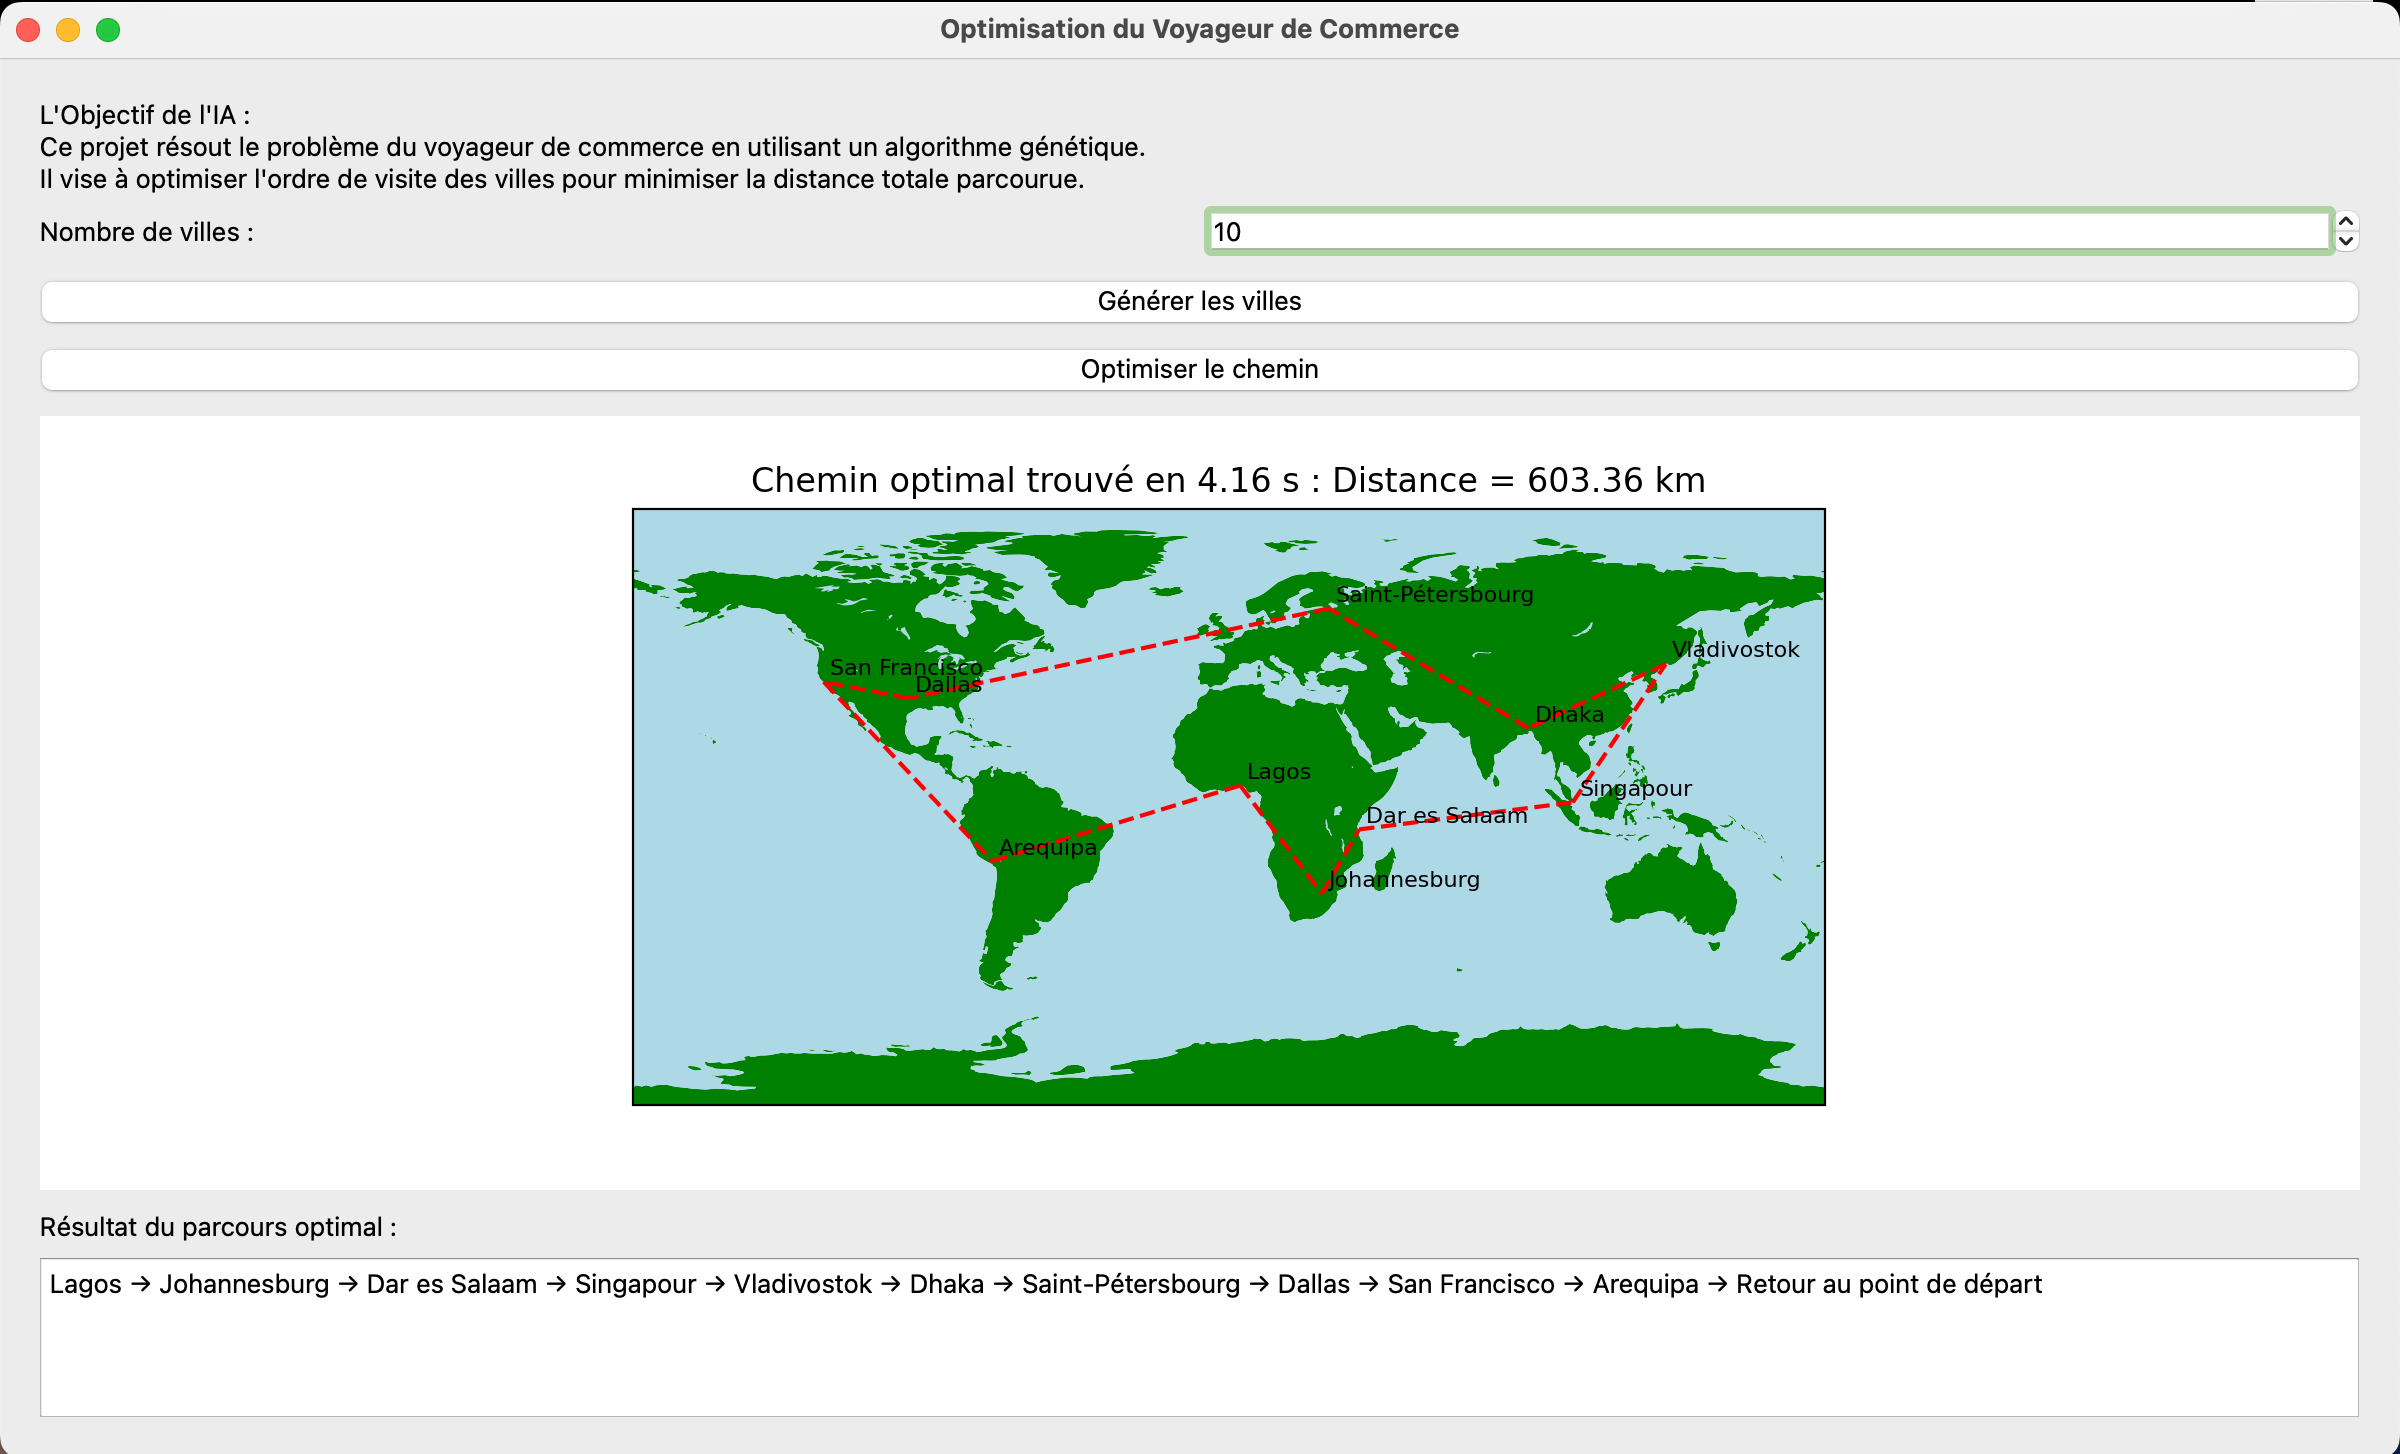 Optimisation du Voyageur de Commerce
L'Objectif de l'IA :
Ce projet résout le problème du voyageur de commerce en utilisant un algorithme génétique.
Il vise à optimiser l'ordre de visite des villes pour minimiser la distance totale parcourue.
Nombre de villes :
10
Générer les villes
Optimiser le chemin
Chemin optimal trouvé en 4.16 s : Distance = 603.36 km
Saint-Pétersbourg
Vladivostok
San Francisco
Dallas
Dhaka
Lagos
Singapour
Dar es Salaam
Arequipa
Johannesburg
Résultat du parcours optimal :
Lagos → Johannesburg → Dar es Salaam → Singapour → Vladivostok → Dhaka → Saint-Pétersbourg → Dallas → San Francisco → Arequipa → Retour au point de départ